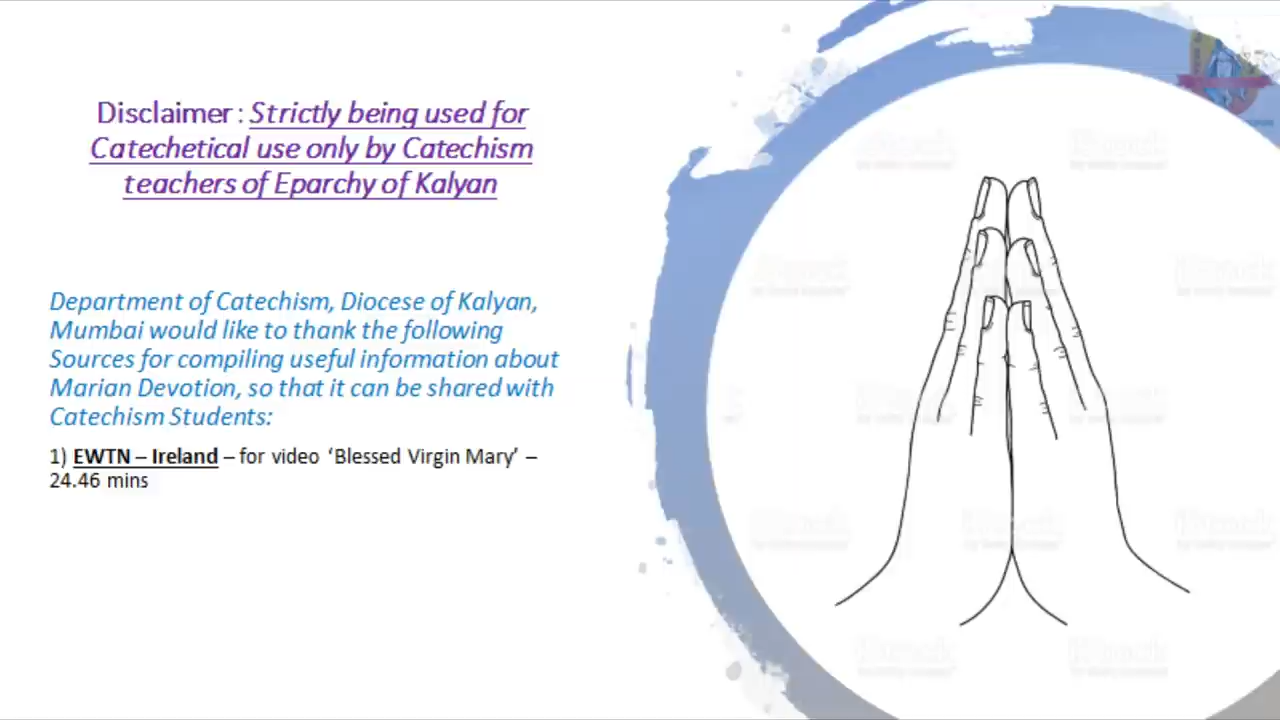 Disclaimer : Strictly being used for
Catechetical use only by Catechism
teachers of Eparchy of Kalyan
Department of Catechism, Diocese of Kalyan,
Mumbai would like to thank the following
Sources for compiling useful information about
Marian Devotion, so that it can be shared with
Catechism Students:
1) EWTN – Ireland – for video ‘Blessed Virgin Mary’ –
24.46 mins